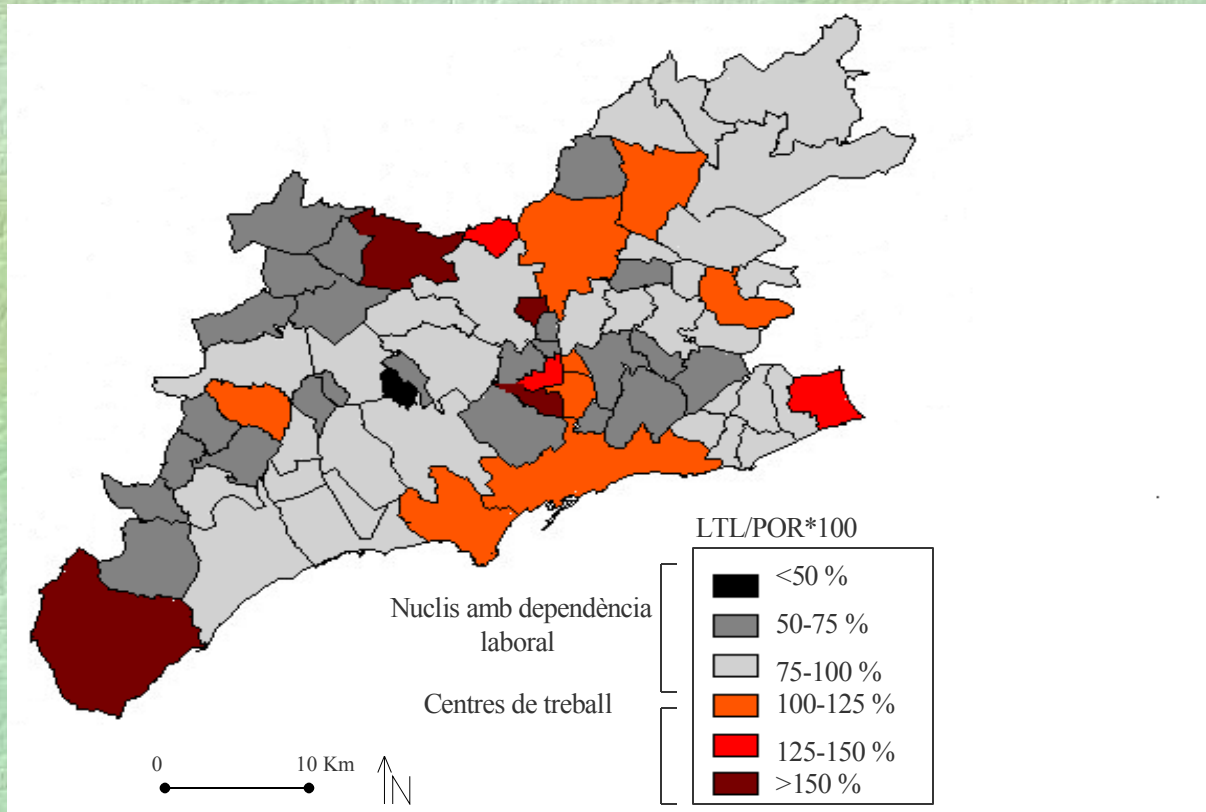 LTL/POR*100
<50 %
Nuclis amb dependència
laboral
50-75 %
75-100 %
Centres de treball
100-125 %
125-150 %
>150 %
0
10 Km
N